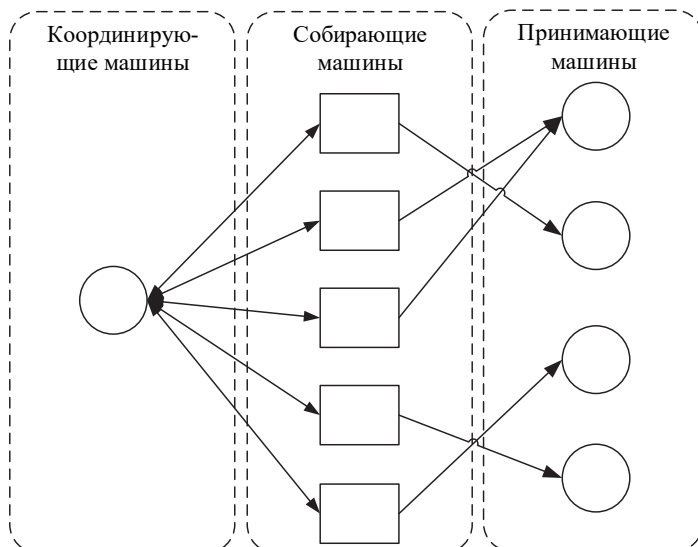 Координирую-
щие машины
Собирающие
машины
Принимающие
машины